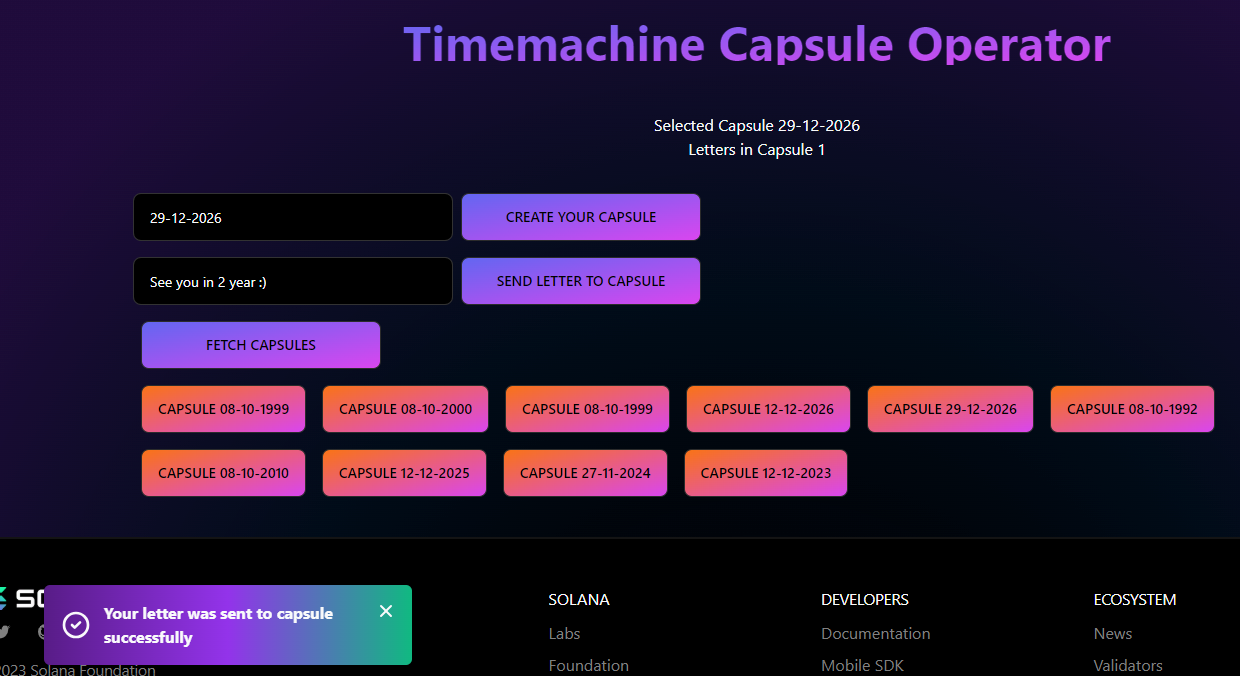 Timemachine Capsule Operator
Selected Capsule 29-12-2026
Letters in Capsule 1
29-12-2026
CREATE YOUR CAPSULE
See you in 2 year :)
SEND LETTER TO CAPSULE
FETCH CAPSULES
CAPSULE 08-10-1999
CAPSULE 08-10-2000
CAPSULE 08-10-1999
CAPSULE 12-12-2026
CAPSULE 29-12-2026
CAPSULE 08-10-1992
CAPSULE 08-10-2010
CAPSULE 12-12-2025
CAPSULE 27-11-2024
CAPSULE 12-12-2023
Your letter was sent to capsule
successfully
2023 Solana Foundation
SOLANA
Labs
Foundation
DEVELOPERS
Documentation
Mobile SDK
ECOSYSTEM
News
Validators